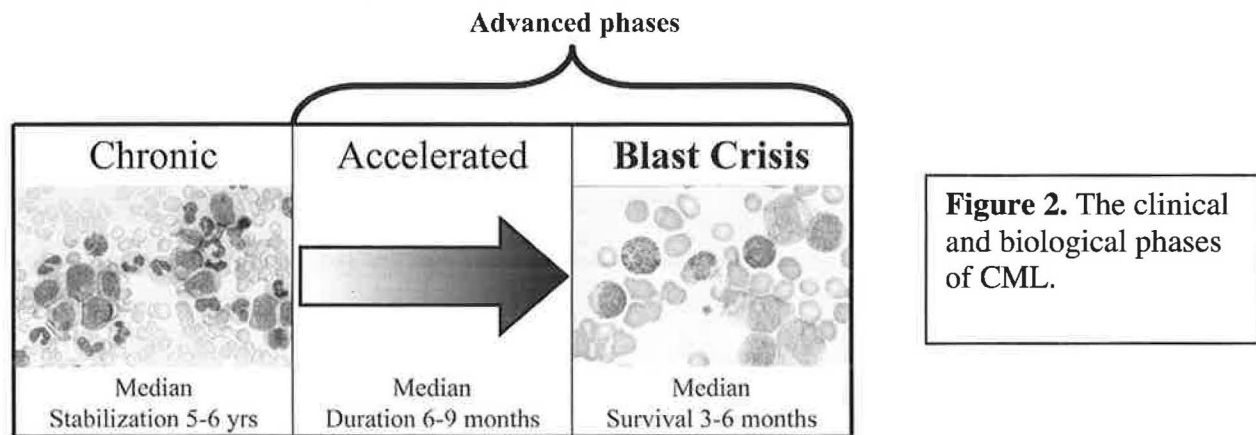 Advanced phases
Chronic
Accelerated
Blast Crisis
Median
Stabilization 5-6 yrs
Median
Duration 6-9 months
Median
Survival 3-6 months
Figure 2. The clinical
and biological phases
of CML.